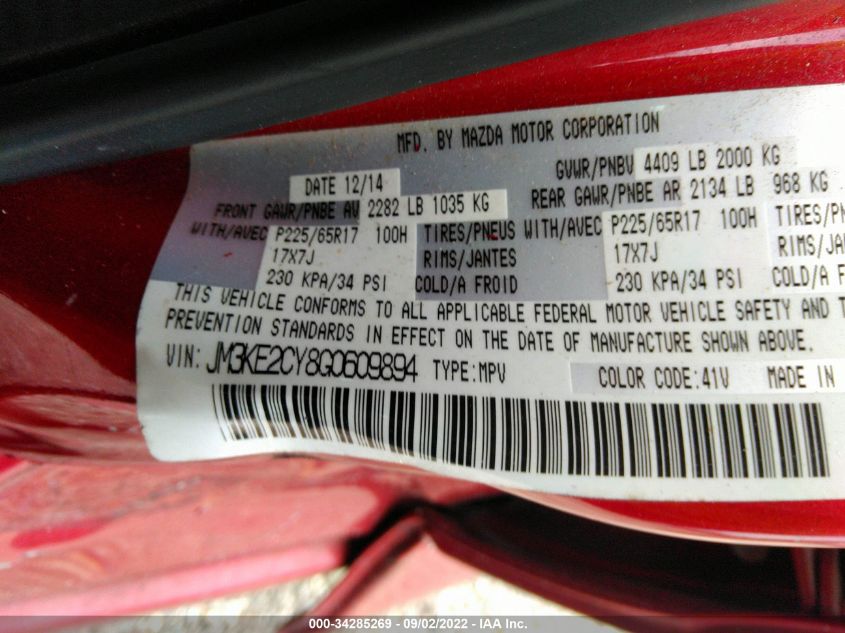 MFD. BY MAZDA MOTOR CORPORATION
DATE 12/14 GVWR/PNBV 4409 LB 2000 KG
FRONT GAWR/PNBE AV 2282 LB 1035 KG REAR GAWR/PNBE AR 2134 LB 968 KG
WITH/AVEC P225/65R17 100H TIRES/PNEUS WITH/AVEC P225/65R17 100H TIRES/PN
17X7J RIMS/JANTES 17X7J RIMS/JAN
230 KPA/34 PSI COLD/A FROID 230 KPA/34 PSI COLD/A F
THIS VEHICLE CONFORMS TO ALL APPLICABLE FEDERAL MOTOR VEHICLE SAFETY AND T
PREVENTION STANDARDS IN EFFECT ON THE DATE OF MANUFACTURE SHOWN ABOVE.
VIN: JM3KE2CY8G0609894 TYPE:MPV COLOR CODE:41V MADE IN
000-34285269 - 09/02/2022 - IAA Inc.